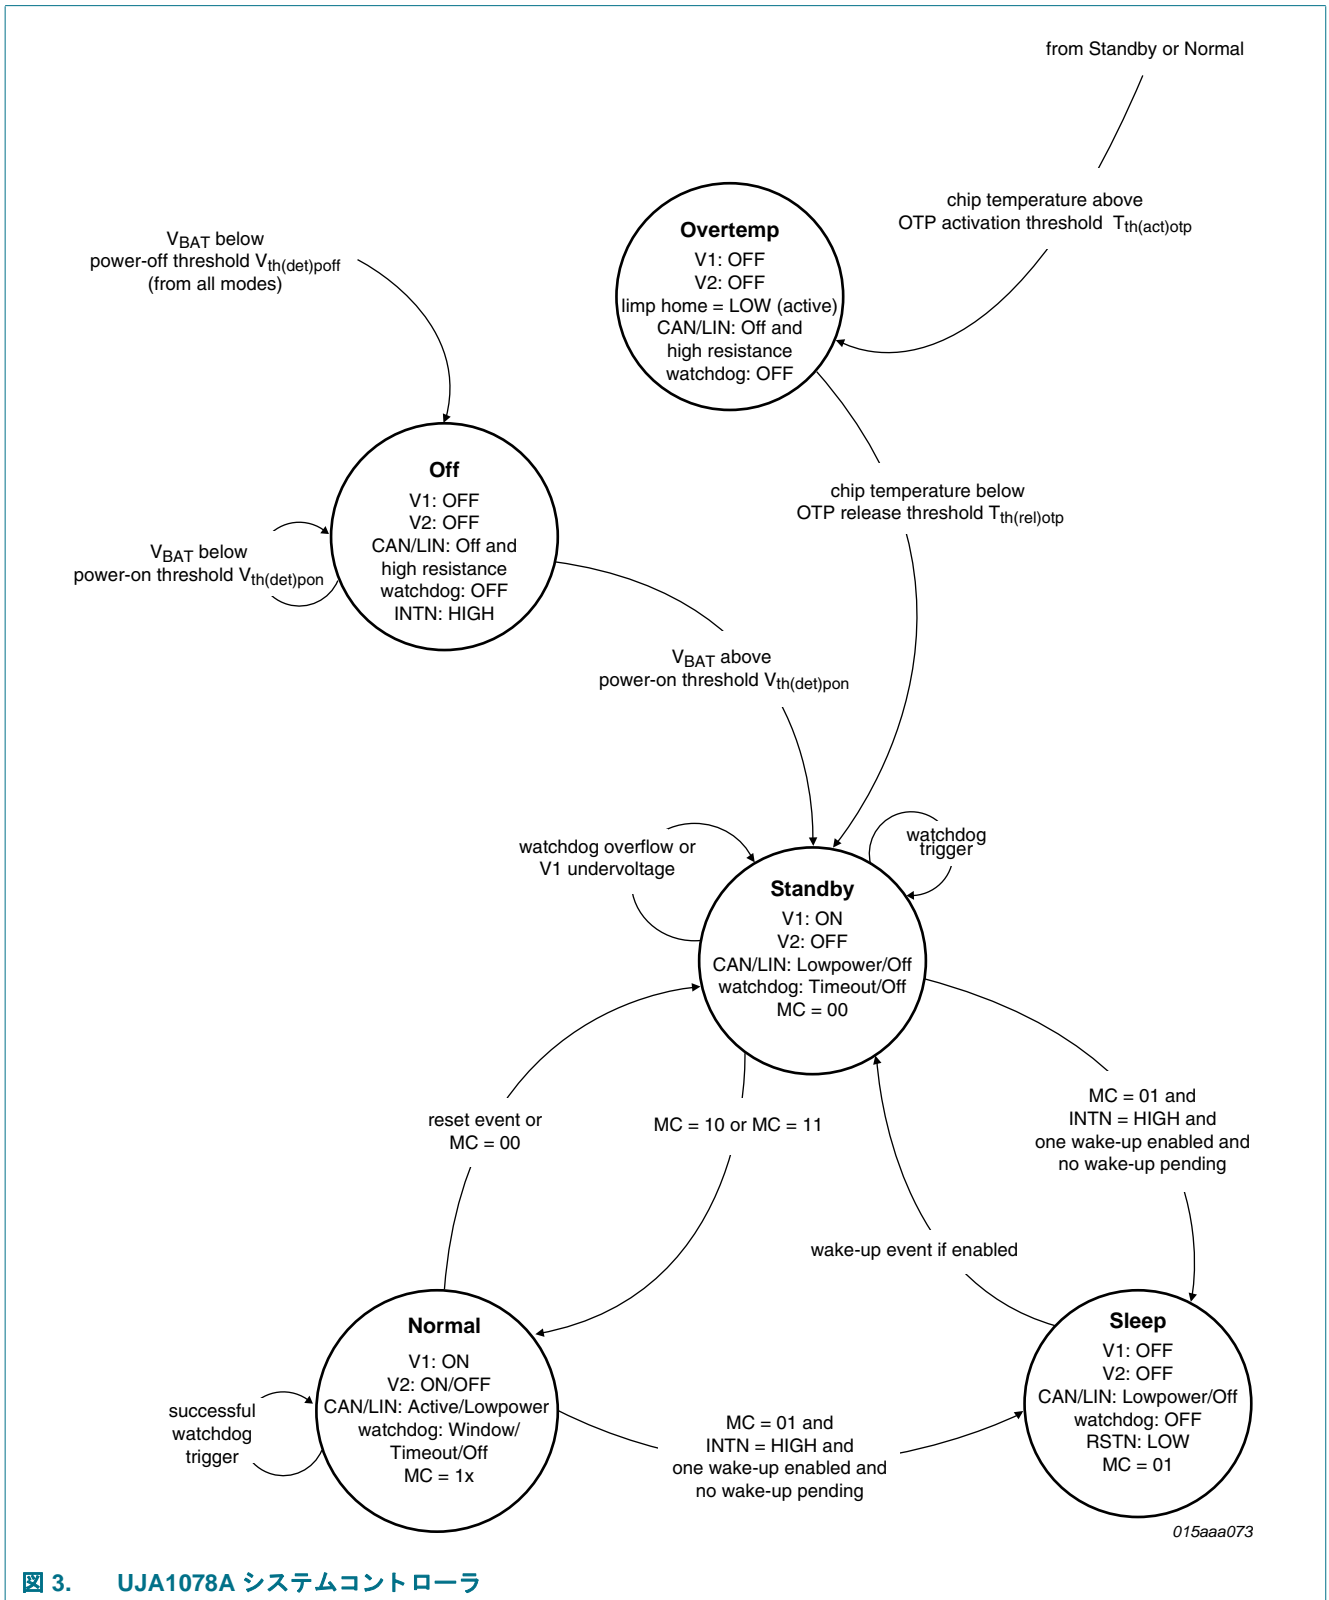 from Standby or Normal
chip temperature above
OTP activation threshold Tth(act)otp
Overtemp
V1: OFF
V2: OFF
limp home = LOW (active)
CAN/LIN: Off and
high resistance
watchdog: OFF
VBAT below
power-off threshold Vth(det)poff
(from all modes)
Off
V1: OFF
V2: OFF
CAN/LIN: Off and
high resistance
watchdog: OFF
INTN: HIGH
VBAT below
power-on threshold Vth(det)pon
chip temperature below
OTP release threshold Tth(rel)otp
VBAT above
power-on threshold Vth(det)pon
watchdog overflow or
V1 undervoltage
watchdog
trigger
Standby
V1: ON
V2: OFF
CAN/LIN: Lowpower/Off
watchdog: Timeout/Off
MC = 00
reset event or
MC = 00
MC = 10 or MC = 11
MC = 01 and
INTN = HIGH and
one wake-up enabled and
no wake-up pending
wake-up event if enabled
Normal
V1: ON
V2: ON/OFF
CAN/LIN: Active/Lowpower
watchdog: Window/
Timeout/Off
MC = 1x
successful
watchdog
trigger
MC = 01 and
INTN = HIGH and
one wake-up enabled and
no wake-up pending
Sleep
V1: OFF
V2: OFF
CAN/LIN: Lowpower/Off
watchdog: OFF
RSTN: LOW
MC = 01
015aaa073
図 3. UJA1078A システムコントローラ